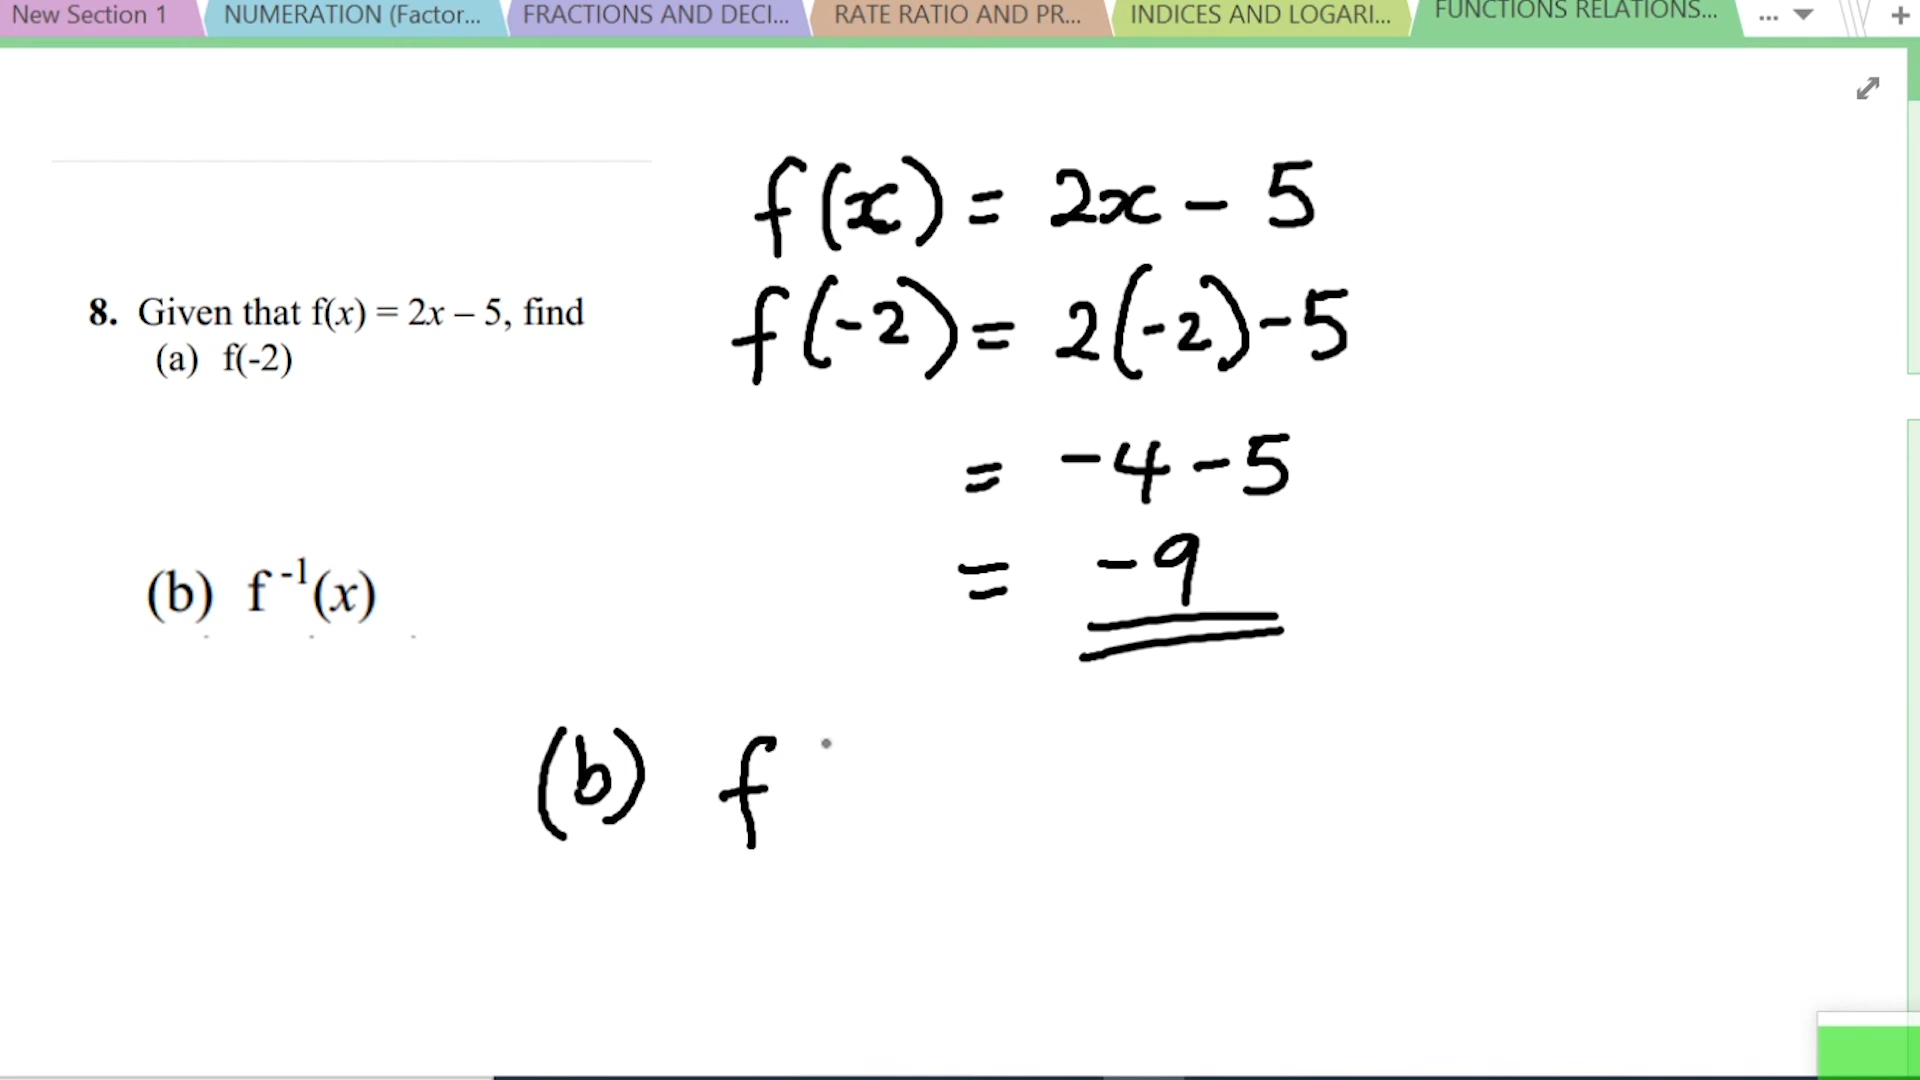 New Section 1 NUMERATION (Factor... FRACTIONS AND DECI... RATE RATIO AND PR... INDICES AND LOGARI... FUNCTIONS RELATIONS... ... +
f(x) = 2x - 5
8. Given that f(x) = 2x – 5, find
f(-2) = 2(-2) - 5
(a) f(-2)
= -4 - 5
= -9
(b) f⁻¹(x)
(b) f